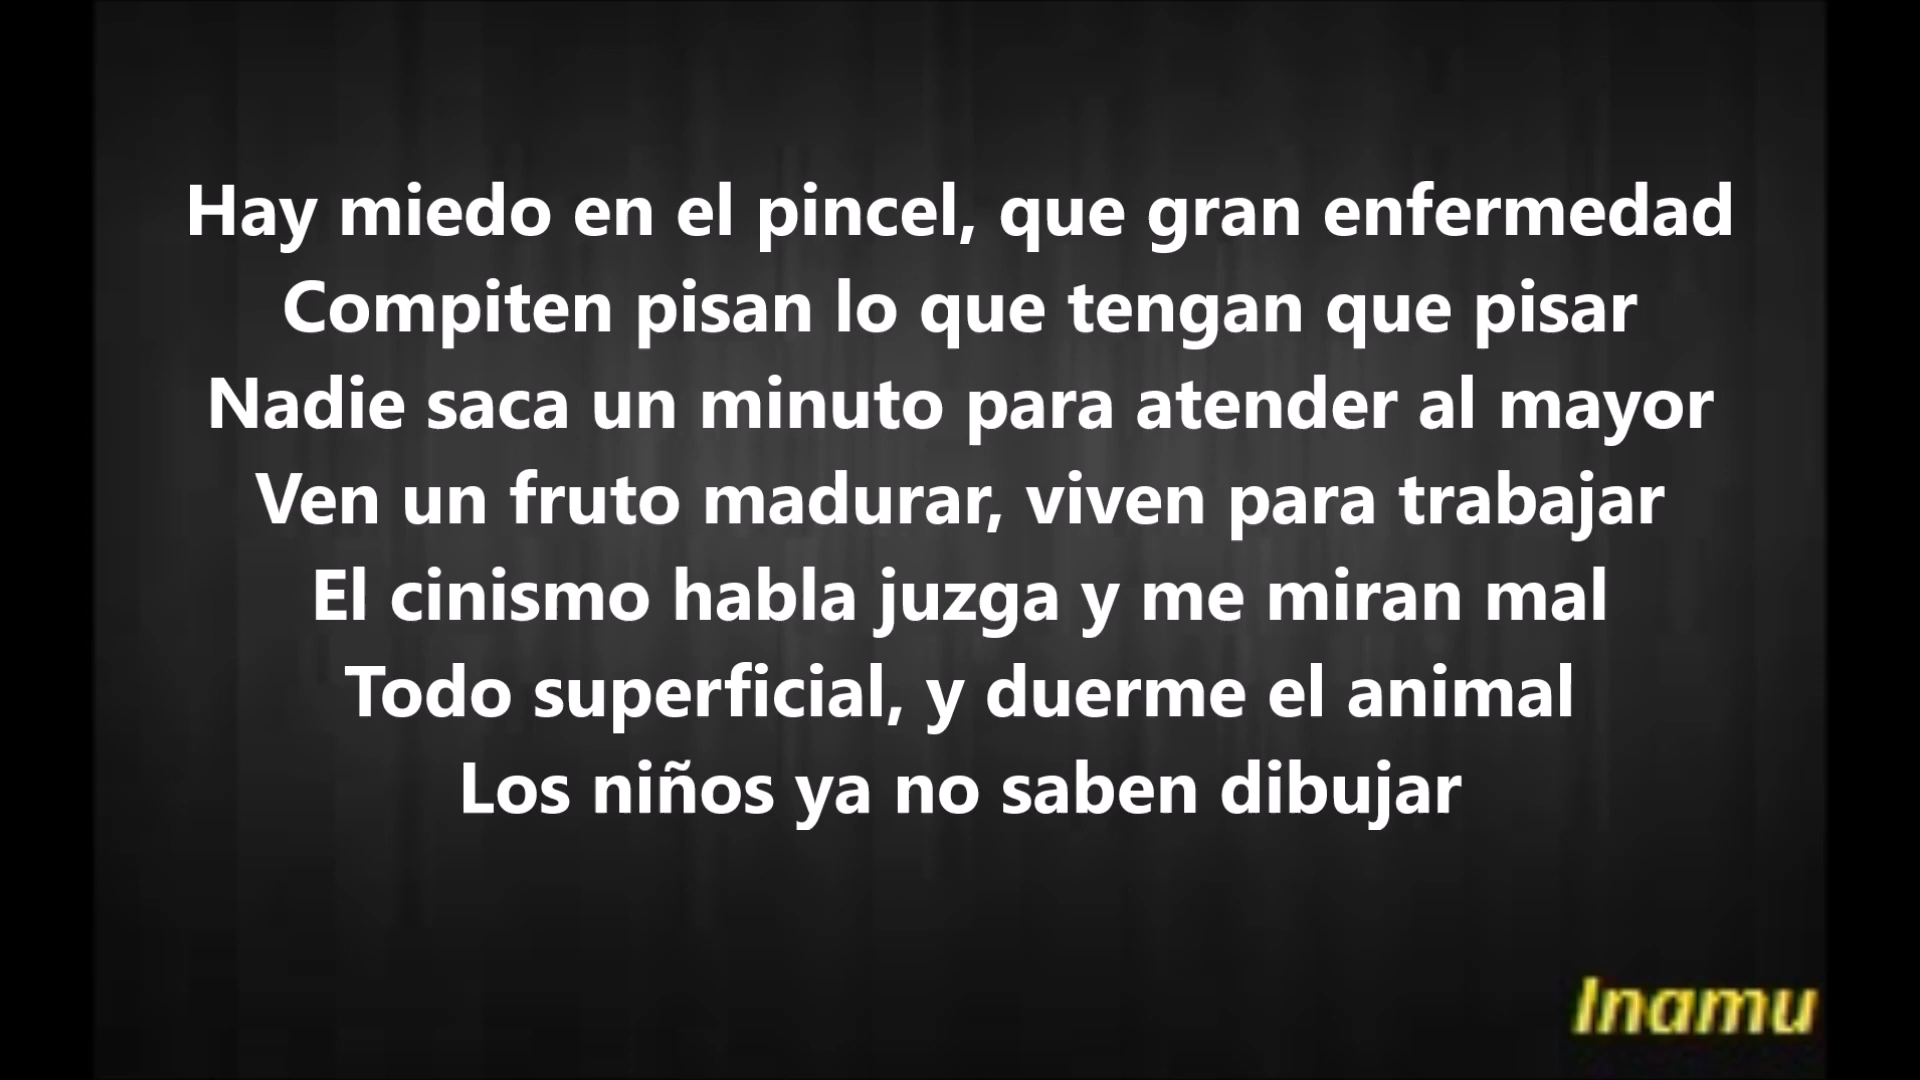 Hay miedo en el pincel, que gran enfermedad
Compiten pisan lo que tengan que pisar
Nadie saca un minuto para atender al mayor
Ven un fruto madurar, viven para trabajar
El cinismo habla juzga y me miran mal
Todo superficial, y duerme el animal
Los niños ya no saben dibujar
Inamu